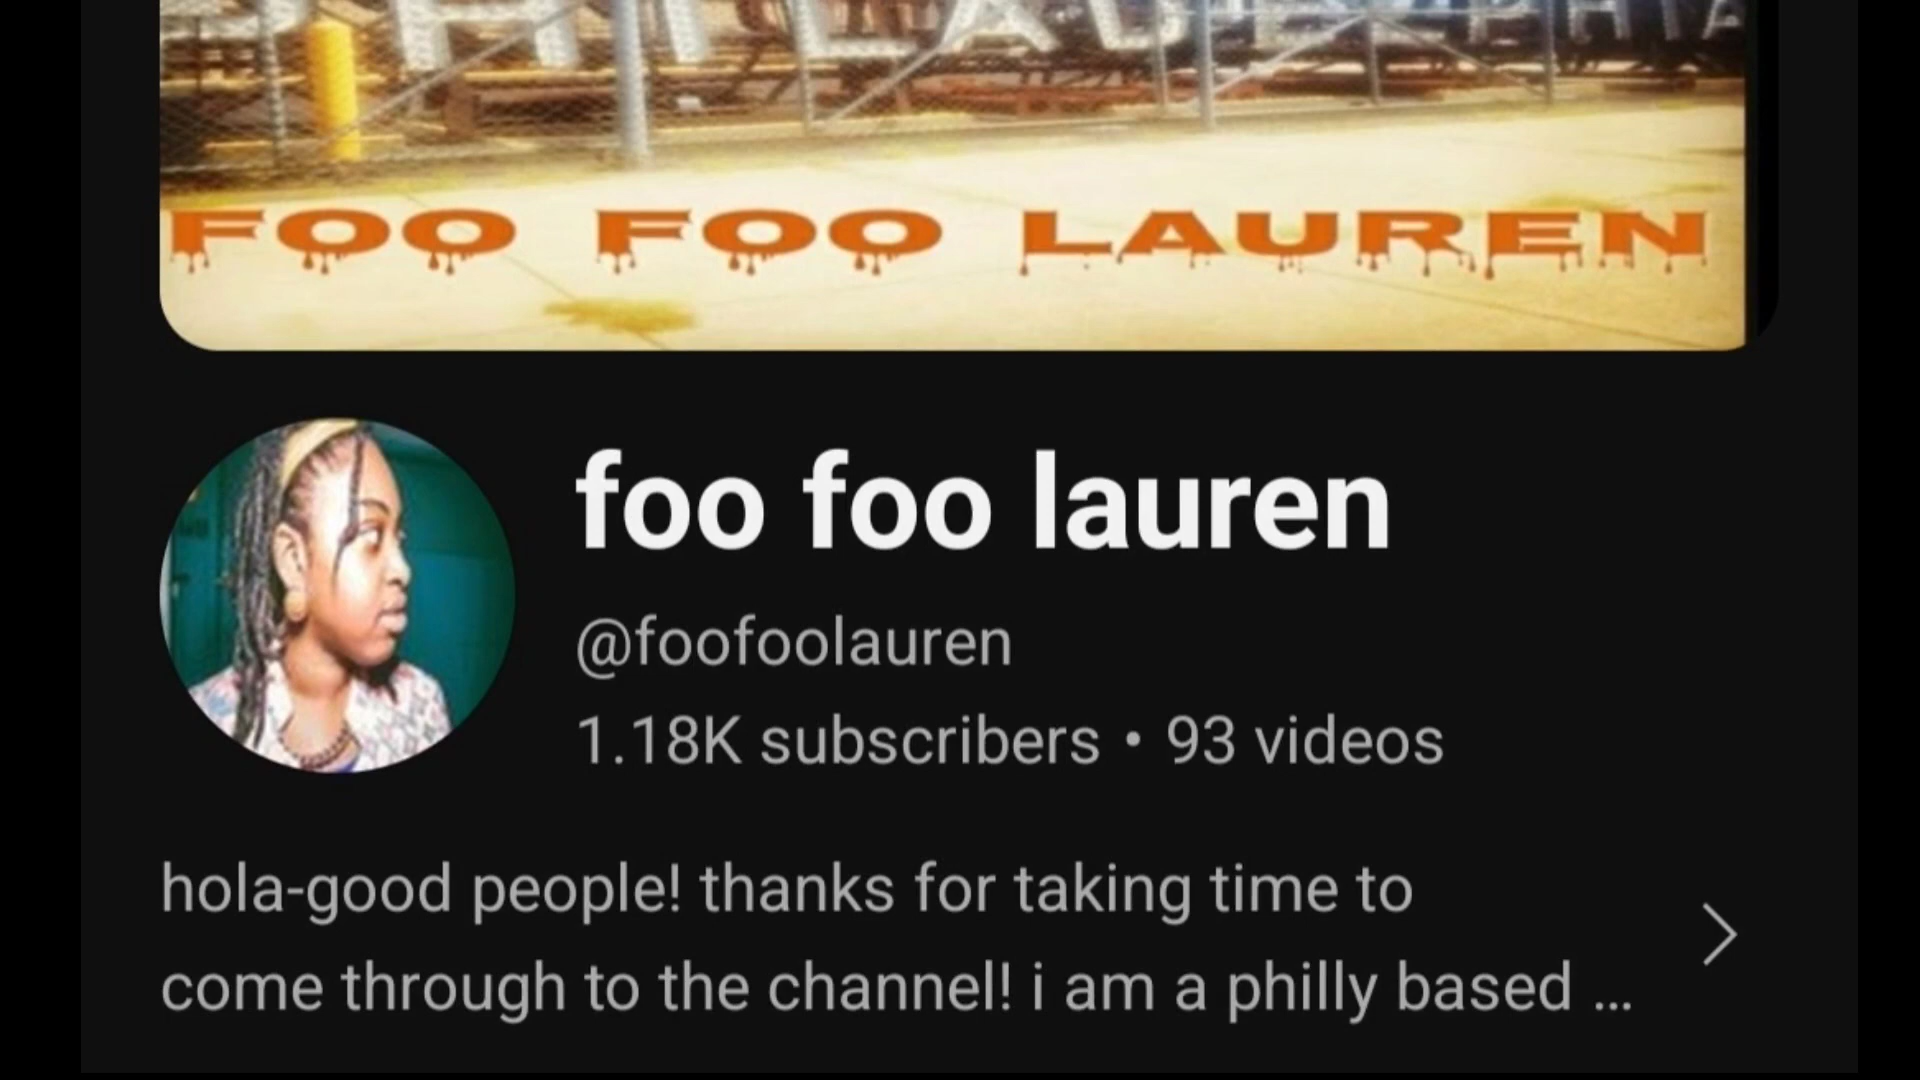 PHILADELPHIA
FOO FOO LAUREN
foo foo lauren
@foofoolauren
1.18K subscribers • 93 videos
hola-good people! thanks for taking time to
come through to the channel! i am a philly based ...